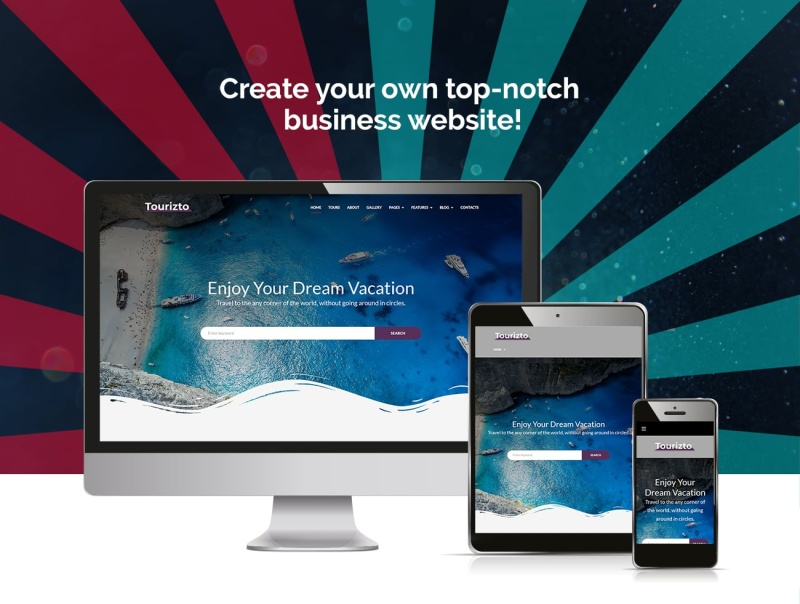 Create your own top-notch
business website!
Tourizto
HOME TOURS ABOUT GALLERY PAGES FEATURES BLOG CONTACTS
Enjoy Your Dream Vacation
Travel to the any corner of the world, without going around in circles.
Enter keyword SEARCH
Tourizto
HOME
Enjoy Your Dream Vacation
Travel to the any corner of the world, without going around in circles.
Enter keyword SEARCH
Tourizto
Enjoy Your
Dream Vacation
Travel to the any corner of
the world, without going
around in circles.